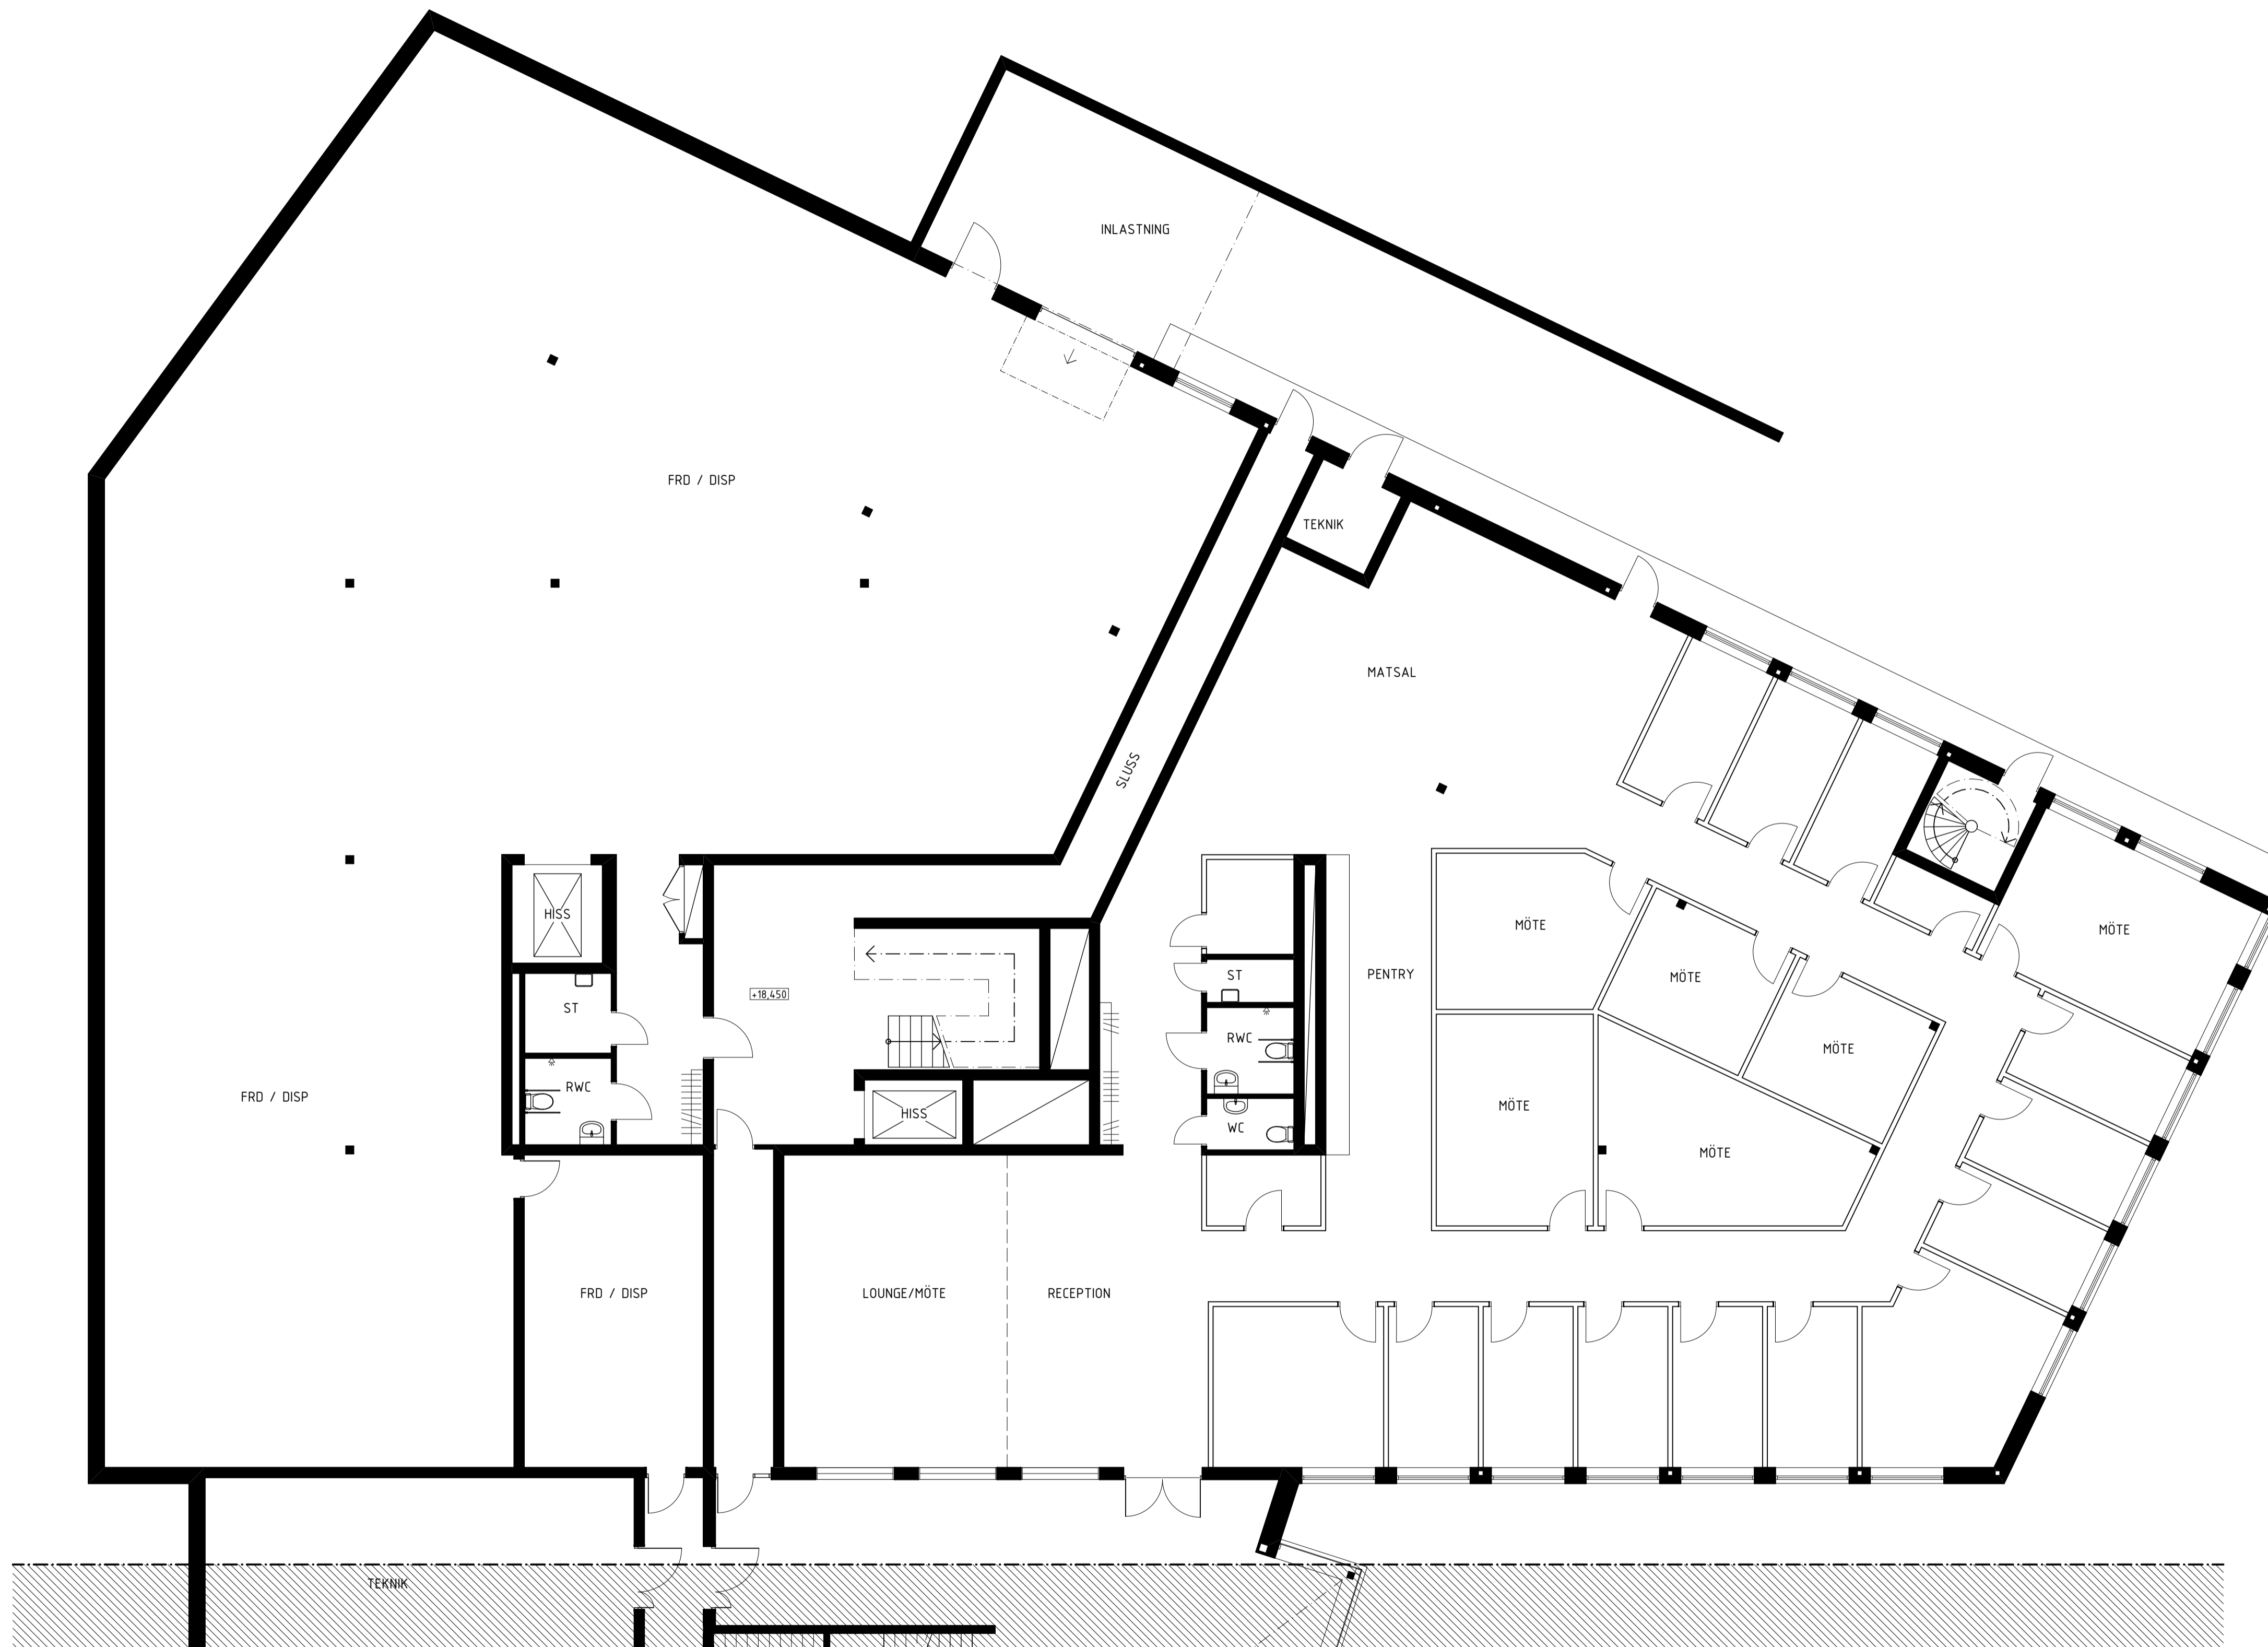 INLASTNING
FRD / DISP
TEKNIK
MATSAL
SLUSS
HISS
MÖTE
MÖTE
PENTRY
ST
MÖTE
+18,450
ST
RWC
MÖTE
RWC
FRD / DISP
MÖTE
HISS
WC
MÖTE
FRD / DISP
LOUNGE/MÖTE
RECEPTION
TEKNIK